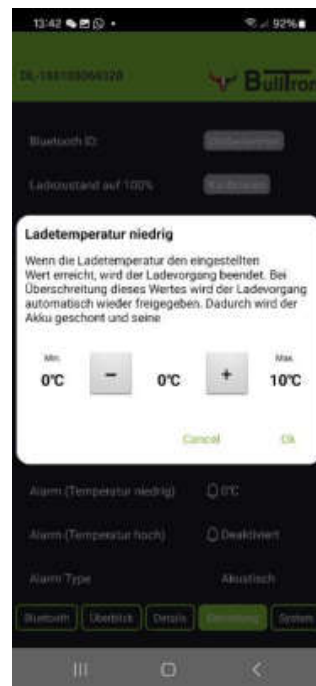 13:42
92%
BullTron
Bluetooth ID:
Ladezustand auf 100%
Ladetemperatur niedrig
Wenn die Ladetemperatur den eingestellten
Wert erreicht, wird der Ladevorgang beendet. Bei
Überschreitung dieses Wertes wird der Ladevorgang
automatisch wieder freigegeben. Dadurch wird der
Akku geschont und seine
Min. Max.
0°C − 0°C + 10°C
Cancel Ok
Alarm (Temperatur niedrig) 0°C
Alarm (Temperatur hoch) Deaktiviert
Alarm Type Akustisch
Bluetooth Überblick Details System